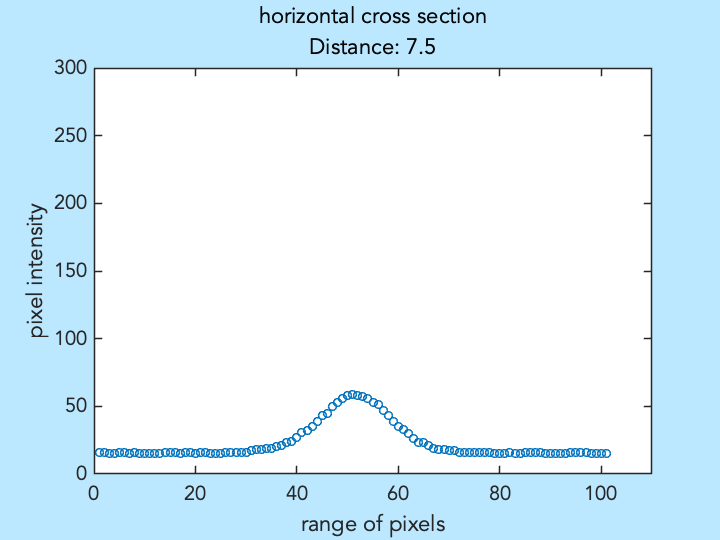 horizontal cross section
Distance: 7.5
300
250
200
150
100
50
0
pixel intensity
0 20 40 60 80 100
range of pixels